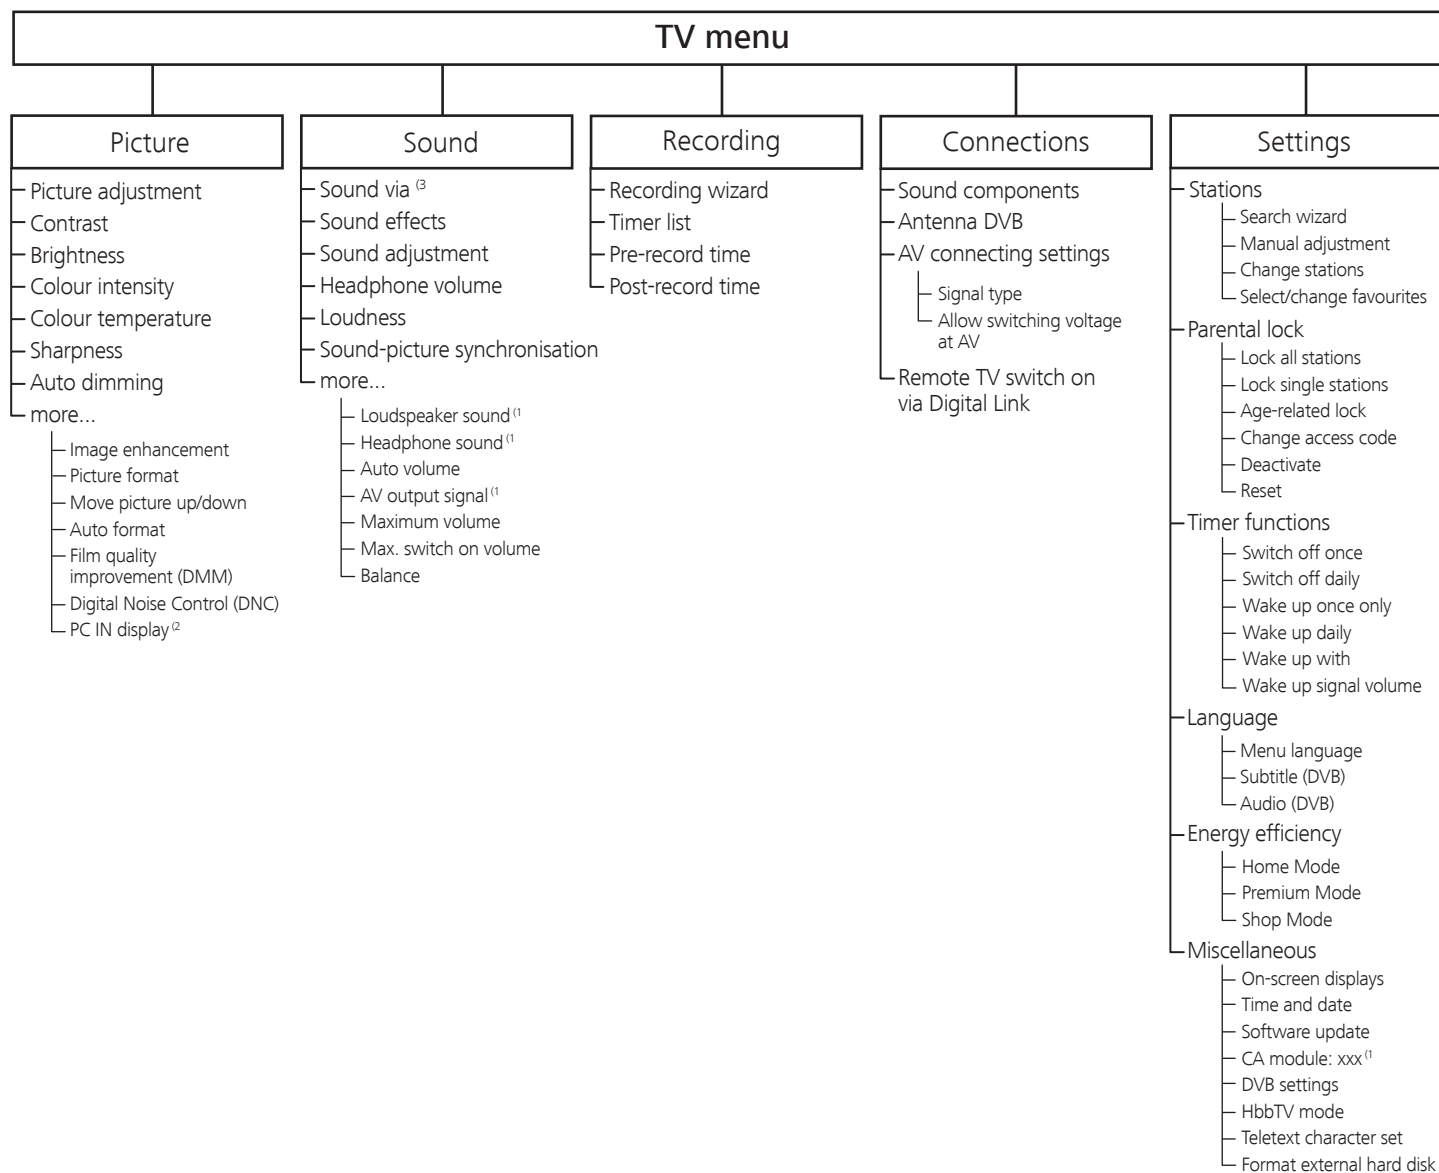 TV menu
Picture
Picture adjustment
Contrast
Brightness
Colour intensity
Colour temperature
Sharpness
Auto dimming
more...
Image enhancement
Picture format
Move picture up/down
Auto format
Film quality
improvement (DMM)
Digital Noise Control (DNC)
PC IN display (2
Sound
Sound via (3
Sound effects
Sound adjustment
Headphone volume
Loudness
Sound-picture synchronisation
more...
Loudspeaker sound (1
Headphone sound (1
Auto volume
AV output signal (1
Maximum volume
Max. switch on volume
Balance
Recording
Recording wizard
Timer list
Pre-record time
Post-record time
Connections
Sound components
Antenna DVB
AV connecting settings
Signal type
Allow switching voltage
at AV
Remote TV switch on
via Digital Link
Settings
Stations
Search wizard
Manual adjustment
Change stations
Select/change favourites
Parental lock
Lock all stations
Lock single stations
Age-related lock
Change access code
Deactivate
Reset
Timer functions
Switch off once
Switch off daily
Wake up once only
Wake up daily
Wake up with
Wake up signal volume
Language
Menu language
Subtitle (DVB)
Audio (DVB)
Energy efficiency
Home Mode
Premium Mode
Shop Mode
Miscellaneous
On-screen displays
Time and date
Software update
CA module: xxx (1
DVB settings
HbbTV mode
Teletext character set
Format external hard disk